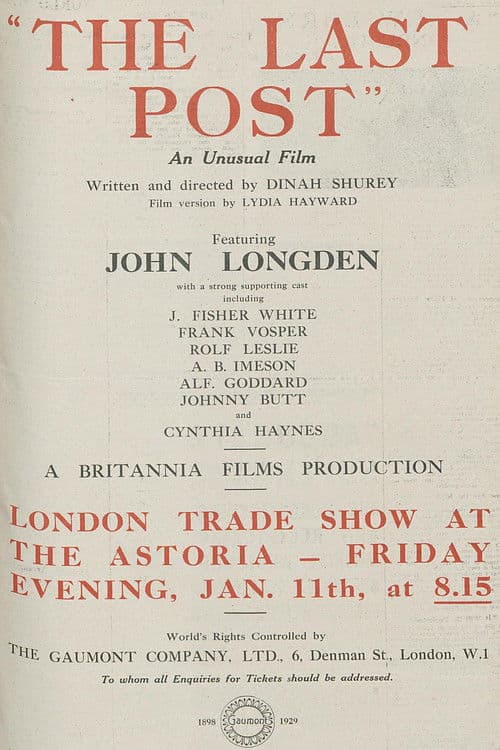 "THE LAST
POST"
An Unusual Film
Written and directed by DINAH SHUREY
Film version by LYDIA HAYWARD
Featuring
JOHN LONGDEN
with a strong supporting cast
including
J. FISHER WHITE
FRANK VOSPER
ROLF LESLIE
A. B. IMESON
ALF. GODDARD
JOHNNY BUTT
and
CYNTHIA HAYNES
A BRITANNIA FILMS PRODUCTION
LONDON TRADE SHOW AT
THE ASTORIA — FRIDAY
EVENING, JAN. 11th, at 8.15
World's Rights Controlled by
THE GAUMONT COMPANY, LTD., 6, Denman St., London, W.1
To whom all Enquiries for Tickets should be addressed.
1898 Gaumont 1929